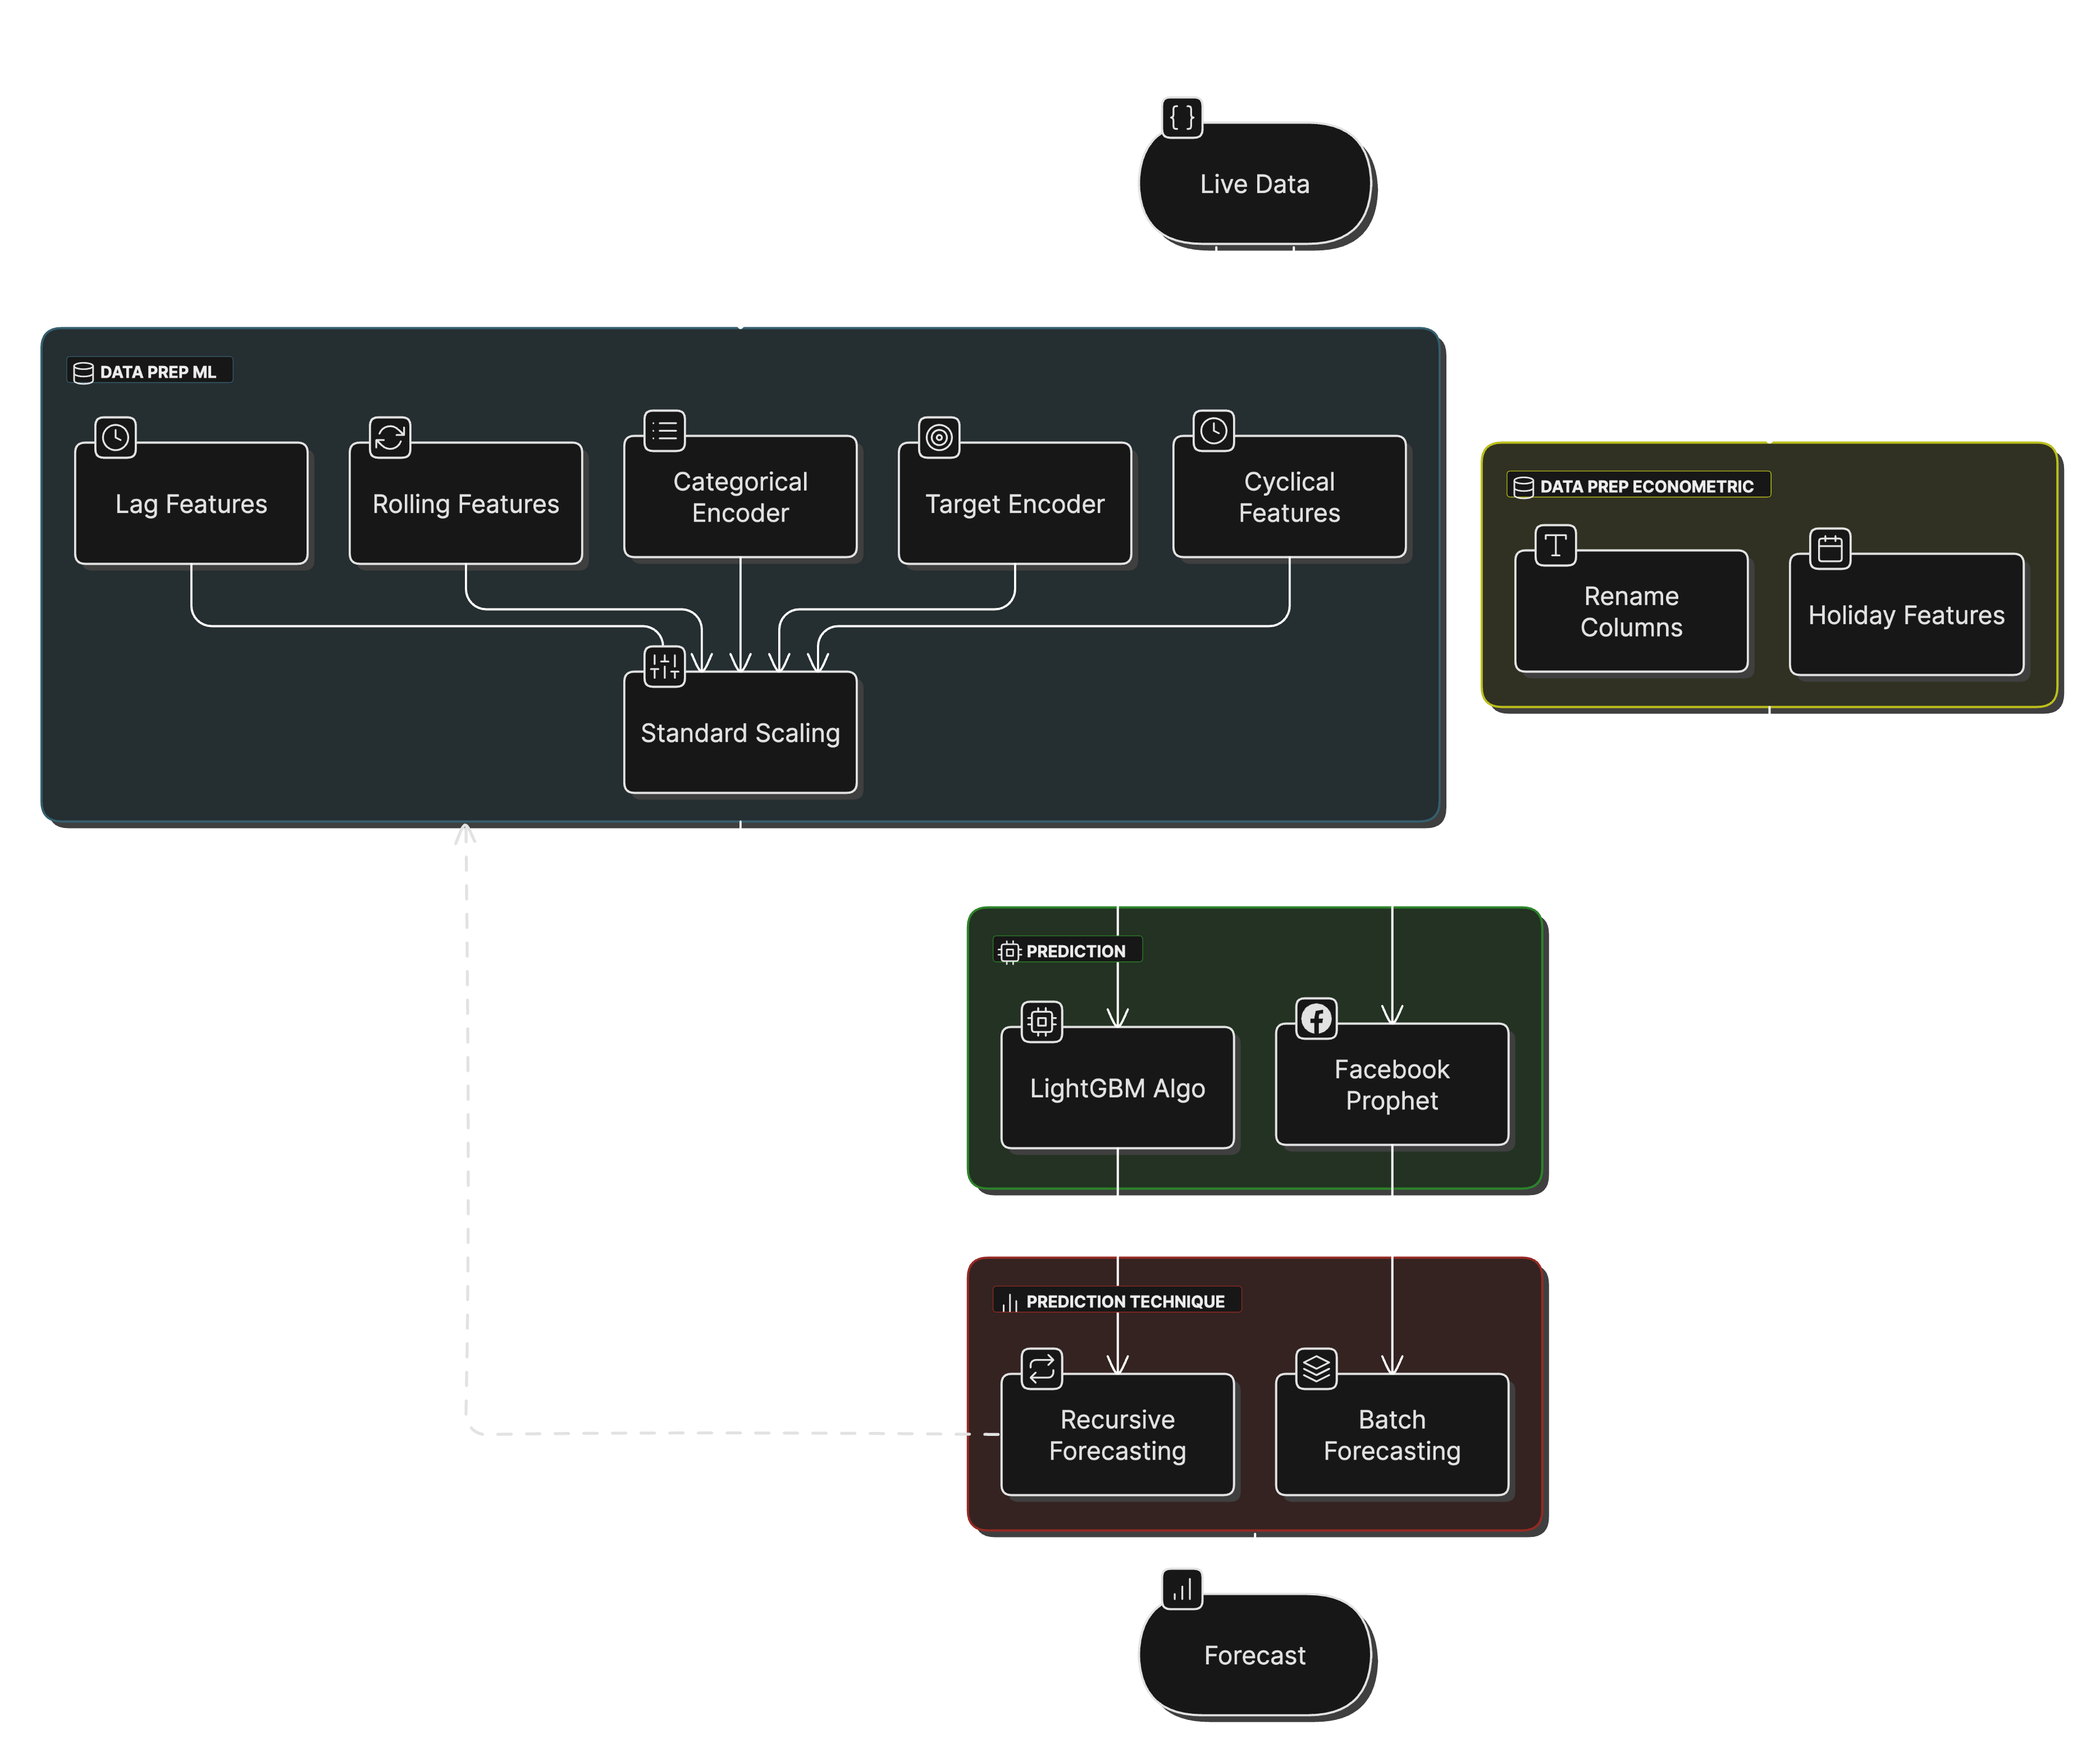 Live Data
DATA PREP ML
Lag Features
Rolling Features
Categorical
Encoder
Target Encoder
Cyclical
Features
Standard Scaling
DATA PREP ECONOMETRIC
Rename
Columns
Holiday Features
PREDICTION
LightGBM Algo
Facebook
Prophet
PREDICTION TECHNIQUE
Recursive
Forecasting
Batch
Forecasting
Forecast